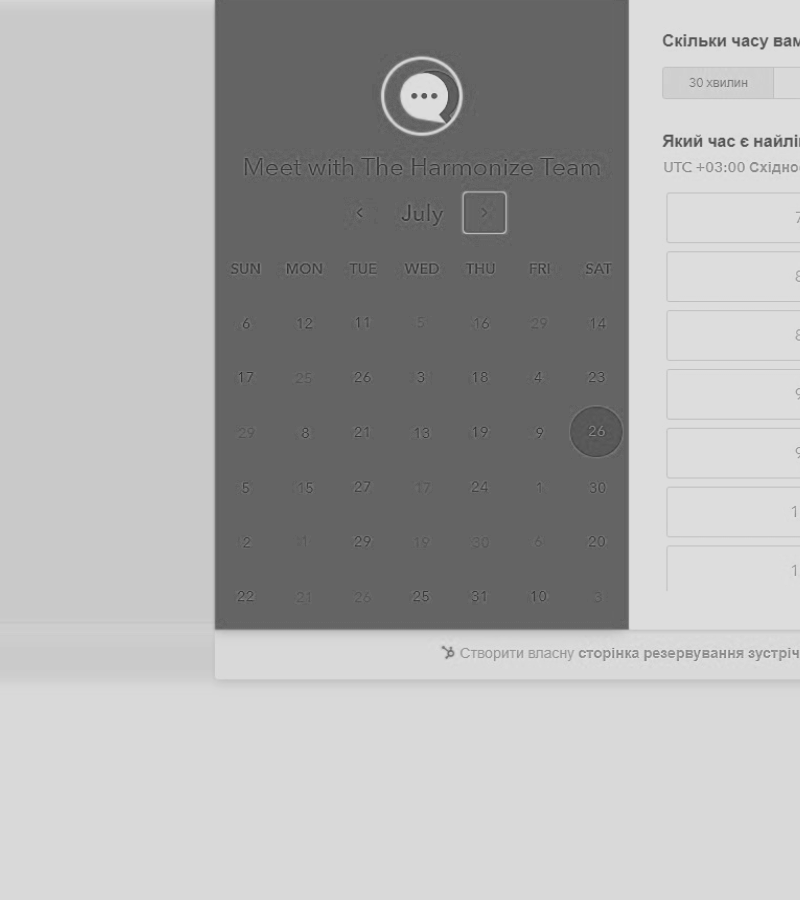 Meet with The Harmonize Team
July
SUN MON TUE WED THU FRI SAT
6 12 11 5 16 29 14
17 25 26 3 18 4 23
29 8 21 13 19 9 26
5 15 27 17 24 1 30
2 29 19 30 6 20
22 21 26 25 31 10 31
Скільки часу вам
30 хвилин
Який час є найлі
UTC +03:00 Східно
7
8
8
9
9
1
1
Створити власну сторінка резервування зустріч